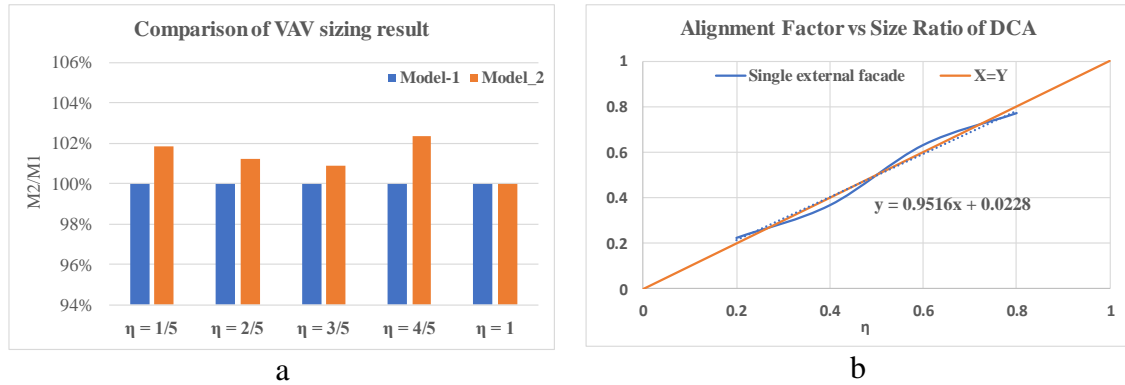 Comparison of VAV sizing result
106%
Model-1 Model_2
104%
102%
M2/M1
100%
98%
96%
94%
η = 1/5 η = 2/5 η = 3/5 η = 4/5 η = 1
a
Alignment Factor vs Size Ratio of DCA
1
Single external facade X=Y
0.8
0.6
0.4
y = 0.9516x + 0.0228
0.2
0
0 0.2 0.4 0.6 0.8 1
η
b